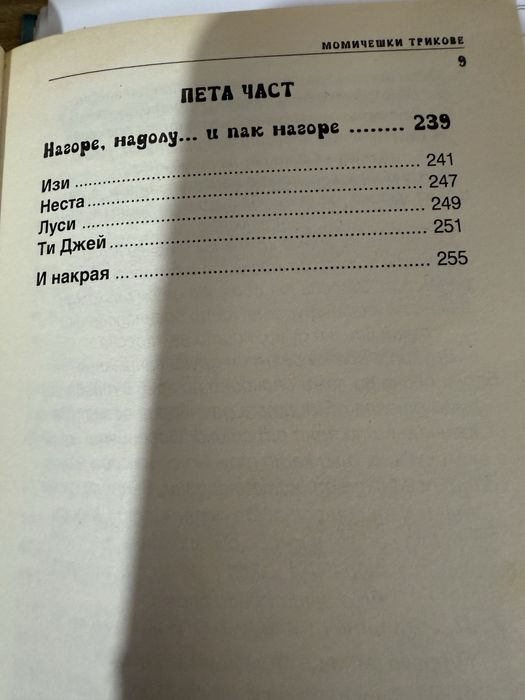 МОМИЧЕШКИ ТРИКОВЕ
9
ПЕТА ЧАСТ
Нагоре, надолу... и пак нагоре ........ 239
Изи ........................................................ 241
Неста ...................................................... 247
Луси ....................................................... 249
Ти Джей .................................................. 251
И накрая ... ............................................... 255